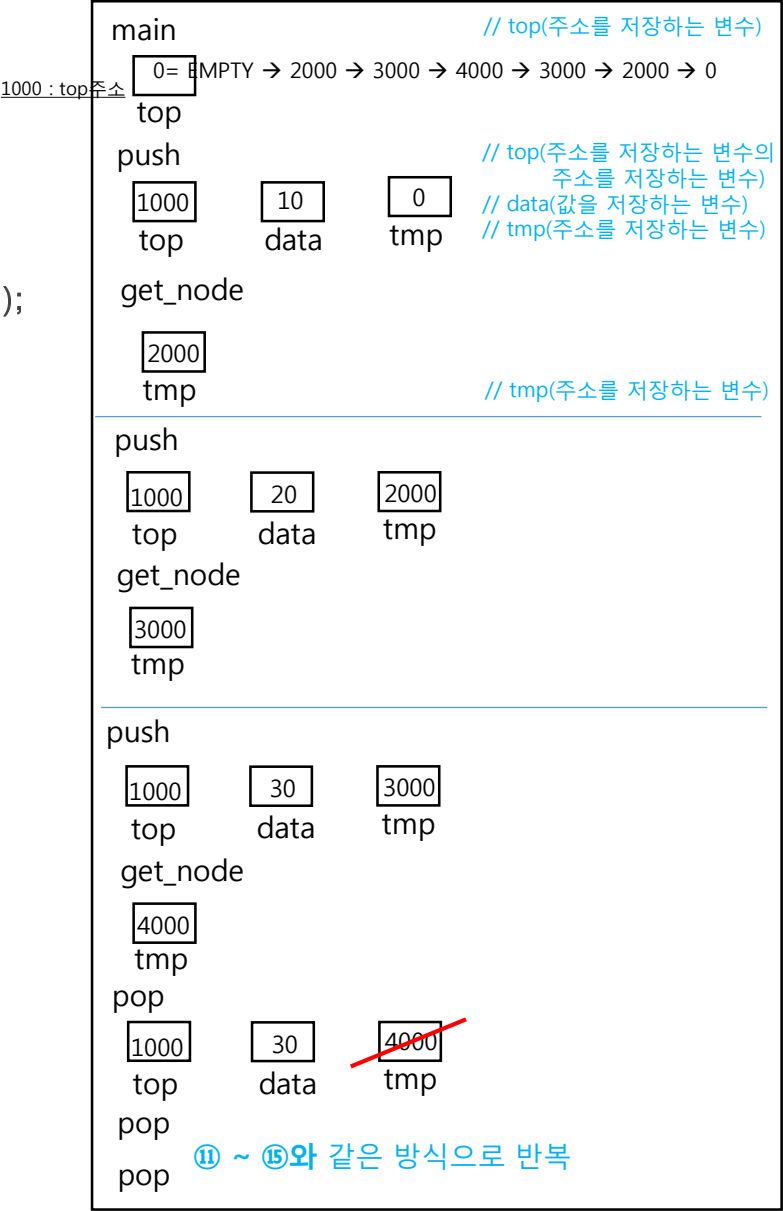 main
// top(주소를 저장하는 변수)
0= EMPTY → 2000 → 3000 → 4000 → 3000 → 2000 → 0
1000 : top주소
top
push
// top(주소를 저장하는 변수의
주소를 저장하는 변수)
1000 10 0
// data(값을 저장하는 변수)
top data tmp
// tmp(주소를 저장하는 변수)
get_node
);
2000
tmp
// tmp(주소를 저장하는 변수)
push
1000 20 2000
top data tmp
get_node
3000
tmp
push
1000 30 3000
top data tmp
get_node
4000
tmp
pop
1000 30 4000
top data tmp
pop
⑪ ~ ⑮와 같은 방식으로 반복
pop